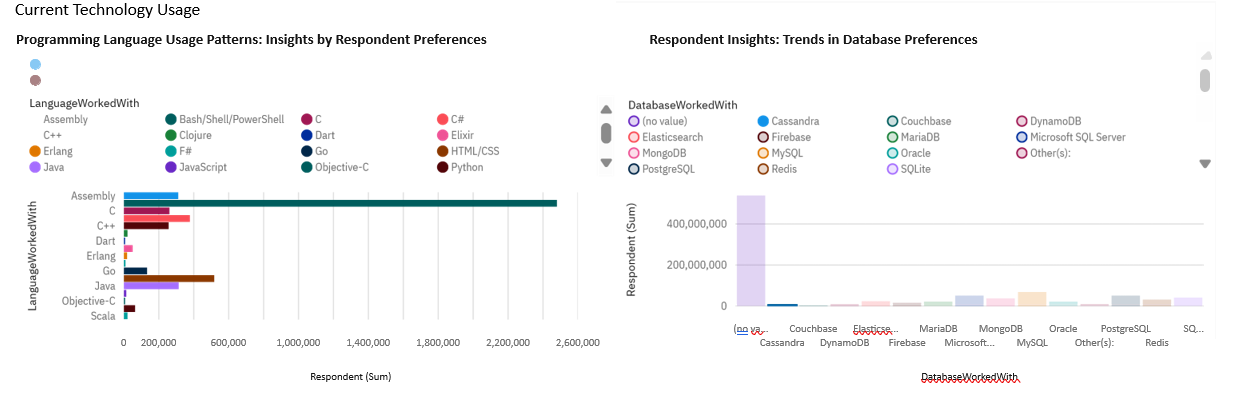 Current Technology Usage
Programming Language Usage Patterns: Insights by Respondent Preferences
LanguageWorkedWith
Assembly Bash/Shell/PowerShell C C#
C++ Clojure Dart Elixir
Erlang F# Go HTML/CSS
Java JavaScript Objective-C Python
LanguageWorkedWith
Assembly
C
C++
Dart
Erlang
Go
Java
Objective-C
Scala
0 200,000 600,000 1,000,000 1,400,000 1,800,000 2,200,000 2,600,000
Respondent (Sum)
Respondent Insights: Trends in Database Preferences
DatabaseWorkedWith
(no value) Cassandra Couchbase DynamoDB
Elasticsearch Firebase MariaDB Microsoft SQL Server
MongoDB MySQL Oracle Other(s):
PostgreSQL Redis SQLite
Respondent (Sum)
400,000,000
200,000,000
0
(no va... Couchbase Elasticse... MariaDB MongoDB Oracle PostgreSQL SQ...
Cassandra DynamoDB Firebase Microsoft... MySQL Other(s): Redis
DatabaseWorkedWith